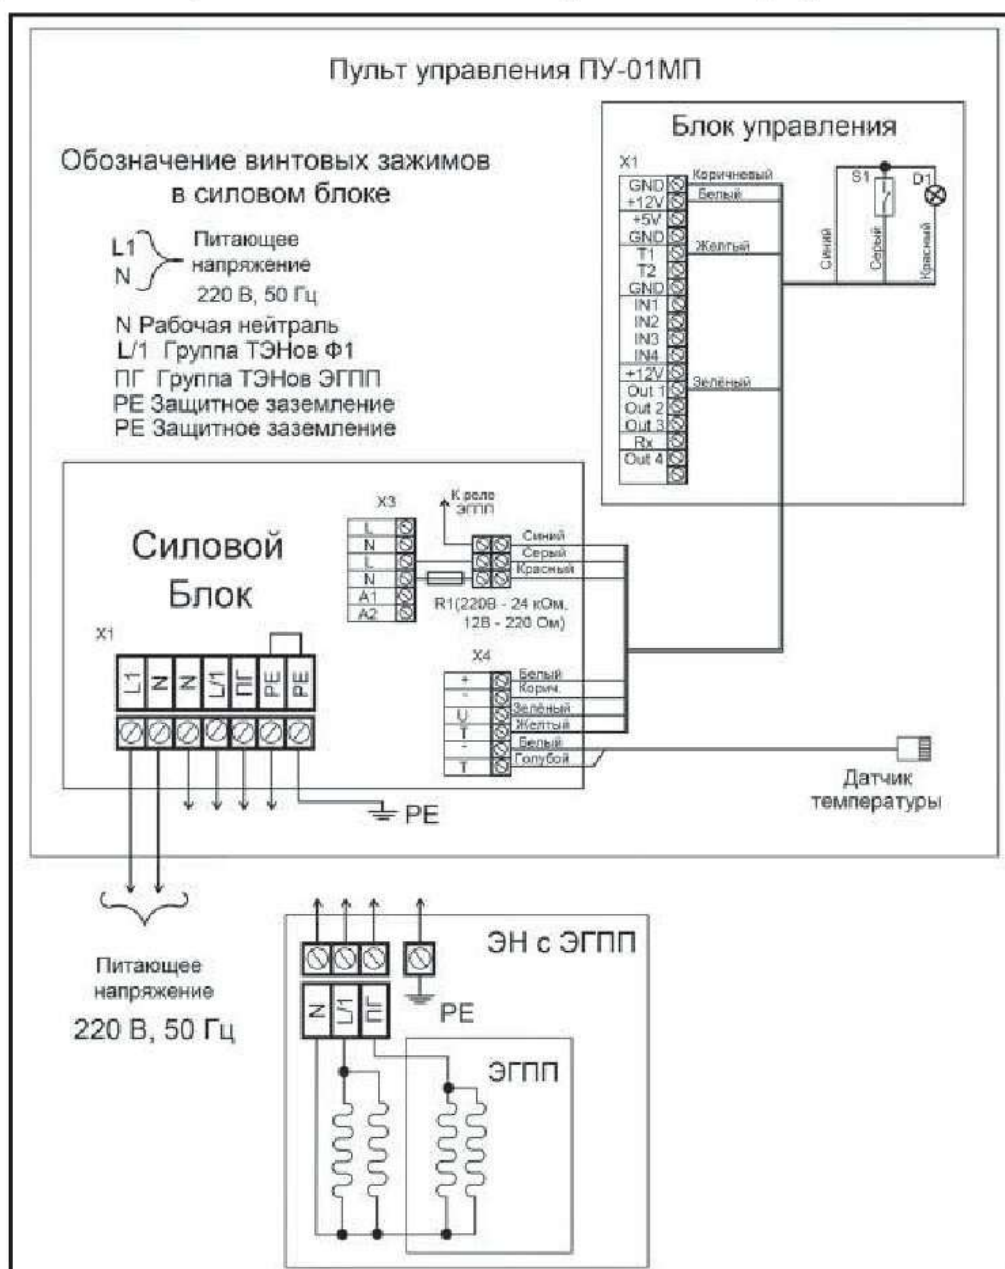 Пульт управления ПУ-01МП
Обозначение винтовых зажимов
в силовом блоке
L1
N
Питающее
напряжение
220 В, 50 Гц
N Рабочая нейтраль
L/1 Группа ТЭНов Ф1
ПГ Группа ТЭНов ЭГПП
РЕ Защитное заземление
РЕ Защитное заземление
Блок управления
X1
GND
+12V
+5V
GND
T1
T2
GND
IN1
IN2
IN3
IN4
+12V
Out 1
Out 2
Out 3
Rx
Out 4
Коричневый
Белый
Желтый
Зелёный
S1
D1
Синий
Серый
Красный
Силовой
Блок
X3
L
N
L
N
A1
A2
К реле
ЭГПП
Синий
Серый
Красный
R1(220В - 24 кОм,
12В - 220 Ом)
X1
L1
N
N
L/1
ПГ
PE
PE
X4
+
-
U
T
-
T
Белый
Корич.
Зелёный
Желтый
Белый
Голубой
PE
Датчик
температуры
Питающее
напряжение
220 В, 50 Гц
ЭН с ЭГПП
N
L/1
ПГ
PE
ЭГПП